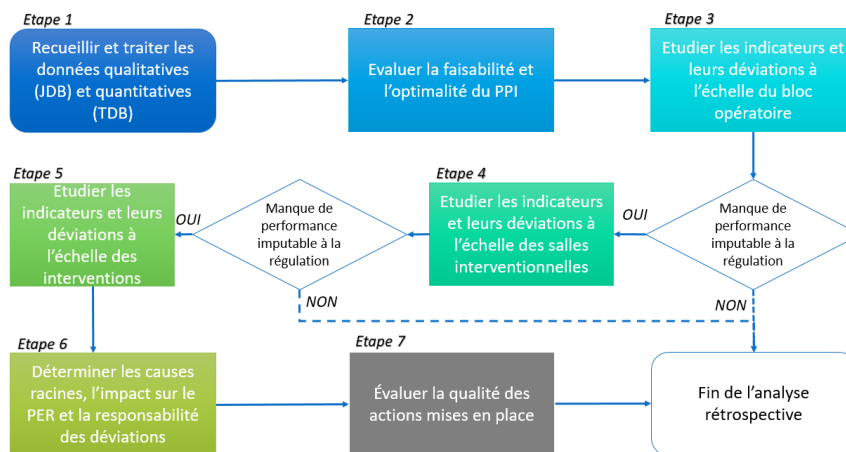 Etape 1
Recueillir et traiter les
données qualitatives
(JDB) et quantitatives
(TDB)
Etape 2
Evaluer la faisabilité et
l’optimalité du PPI
Etape 3
Etudier les indicateurs et
leurs déviations à
l’échelle du bloc
opératoire
Manque de
performance
imputable à la
régulation
OUI
NON
Etape 4
Etudier les indicateurs
et leurs déviations à
l’échelle des salles
interventionnelles
Manque de
performance
imputable à la
régulation
OUI
NON
Etape 5
Etudier les
indicateurs et leurs
déviations à
l’échelle des
interventions
Etape 6
Déterminer les causes
racines, l’impact sur le
PER et la responsabilité
des déviations
Etape 7
Évaluer la qualité des
actions mises en place
Fin de l’analyse
rétrospective